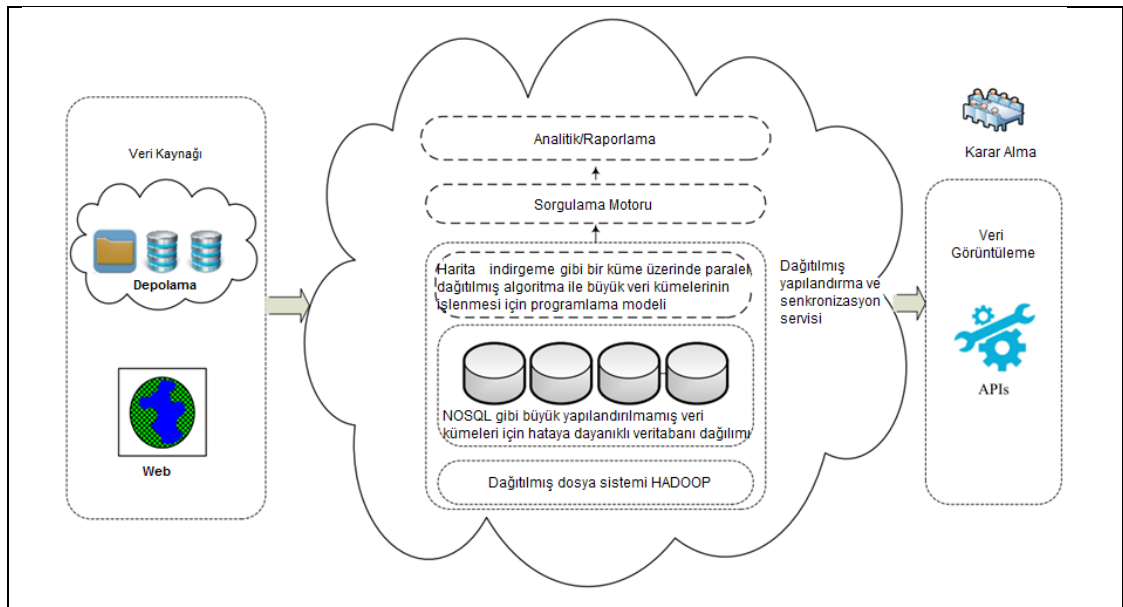 Veri Kaynağı
Depolama
Web
Analitik/Raporlama
Sorgulama Motoru
Harita indirgeme gibi bir küme üzerinde paralel
dağıtılmış algoritma ile büyük veri kümelerinin
işlenmesi için programlama modeli
NOSQL gibi büyük yapılandırılmamış veri
kümeleri için hataya dayanıklı veritabanı dağılımı
Dağıtılmış dosya sistemi HADOOP
Dağıtılmış
yapılandırma ve
senkronizasyon
servisi
Karar Alma
Veri
Görüntüleme
APIs